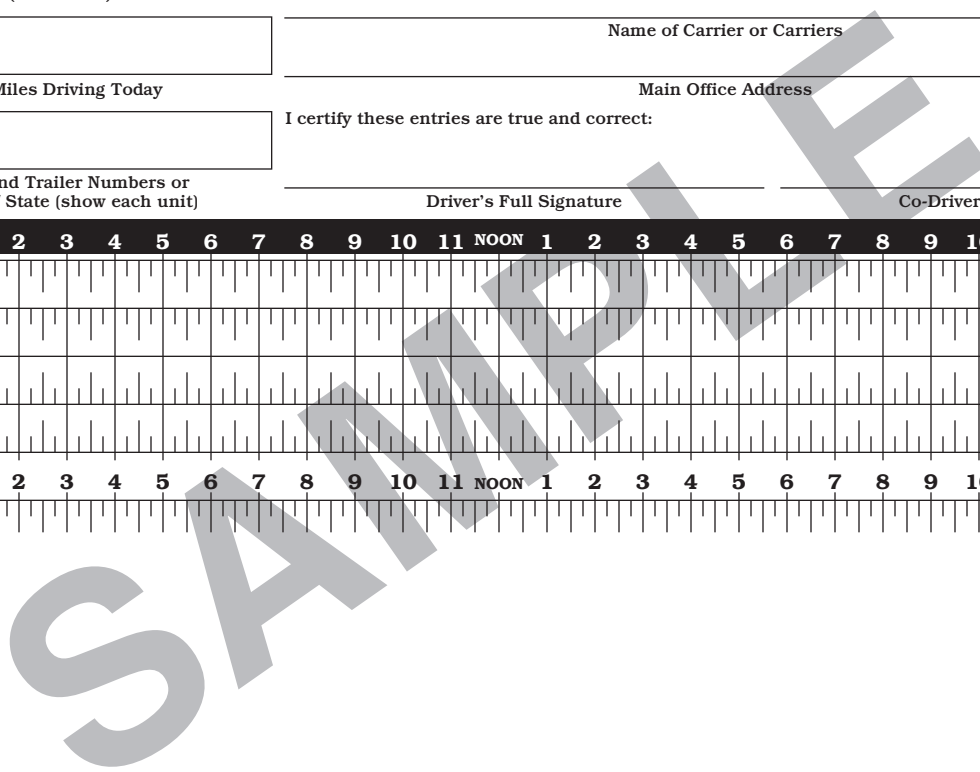 Name of Carrier or Carriers
Miles Driving Today
Main Office Address
I certify these entries are true and correct:
nd Trailer Numbers or
State (show each unit)
Driver's Full Signature
Co-Driver
2 3 4 5 6 7 8 9 10 11 NOON 1 2 3 4 5 6 7 8 9
2 3 4 5 6 7 8 9 10 11 NOON 1 2 3 4 5 6 7 8 9
SAMPLE